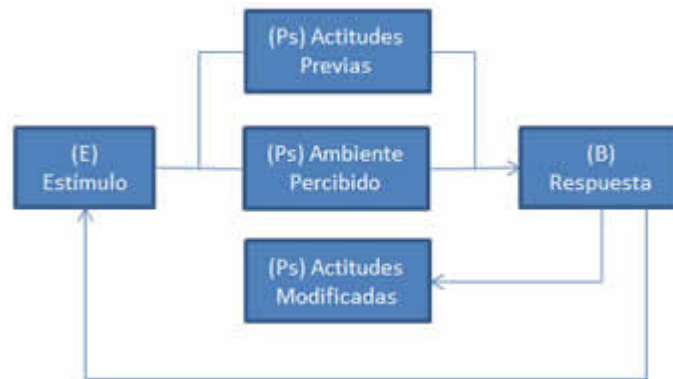 (Ps) Actitudes
Previas
(E)
Estímulo
(Ps) Ambiente
Percibido
(B)
Respuesta
(Ps) Actitudes
Modificadas